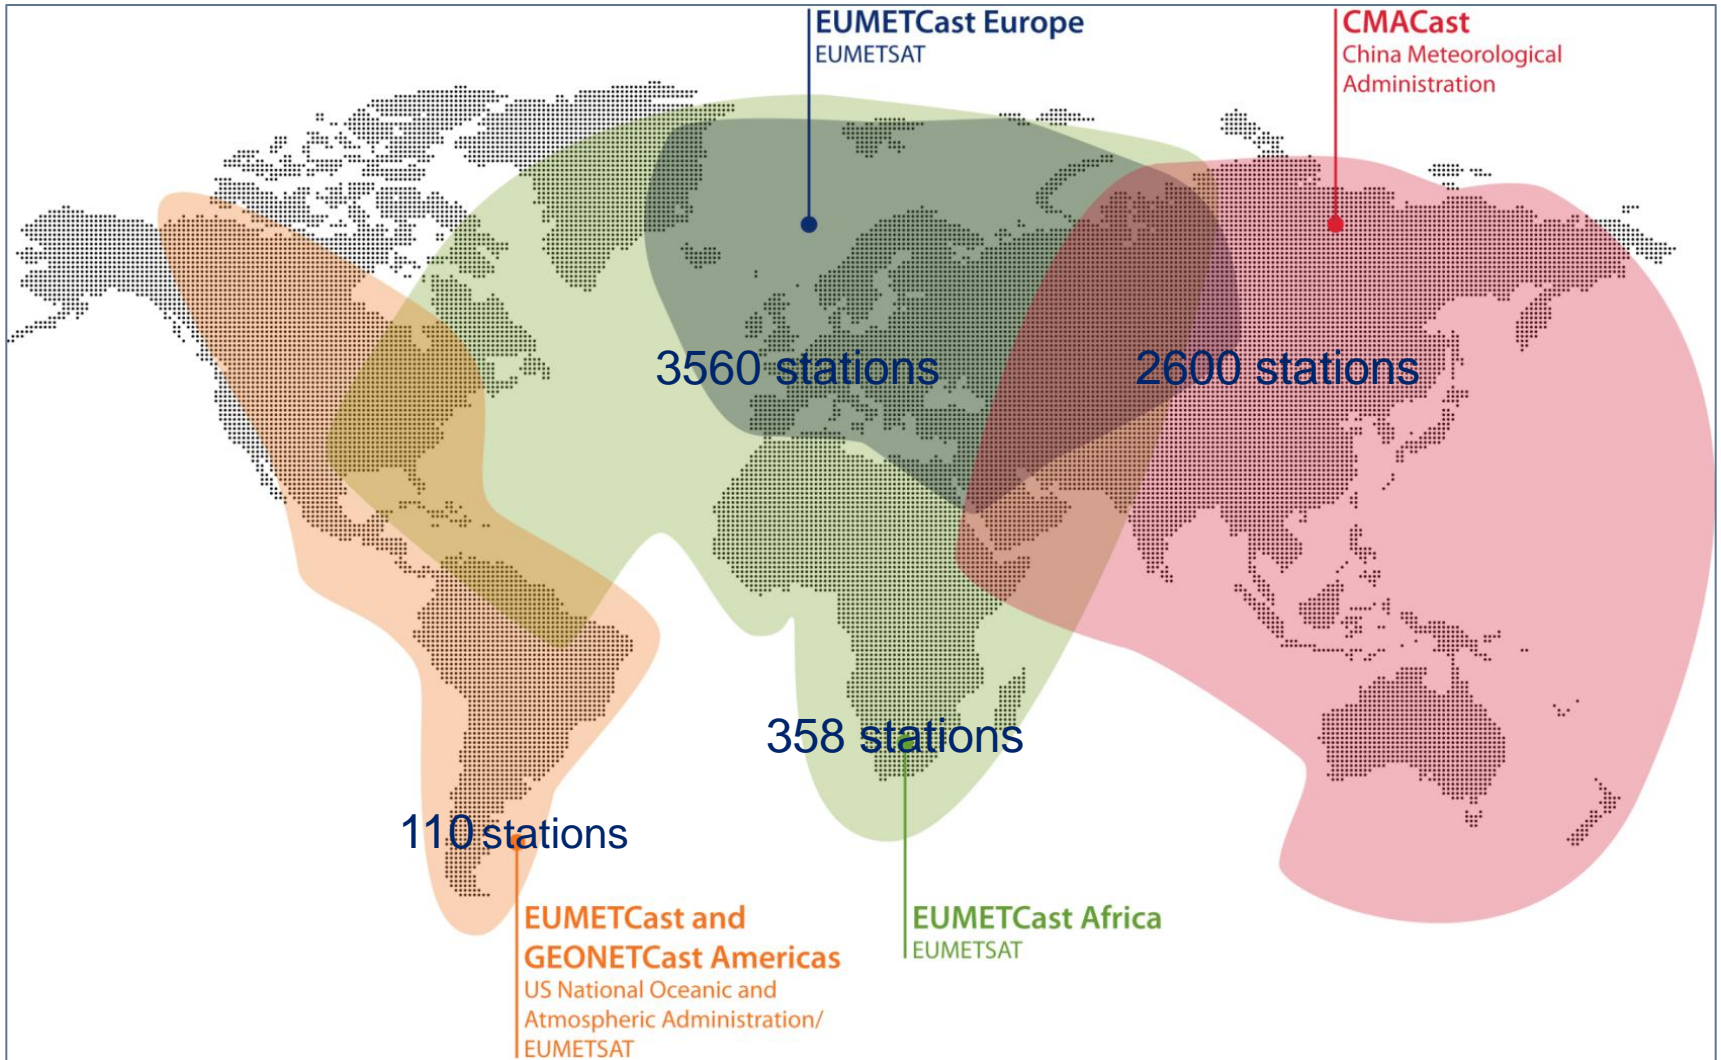 EUMETCast Europe
EUMETSAT
CMACast
China Meteorological
Administration
3560 stations
2600 stations
358 stations
110 stations
EUMETCast and
GEONETCast Americas
US National Oceanic and
Atmospheric Administration/
EUMETSAT
EUMETCast Africa
EUMETSAT